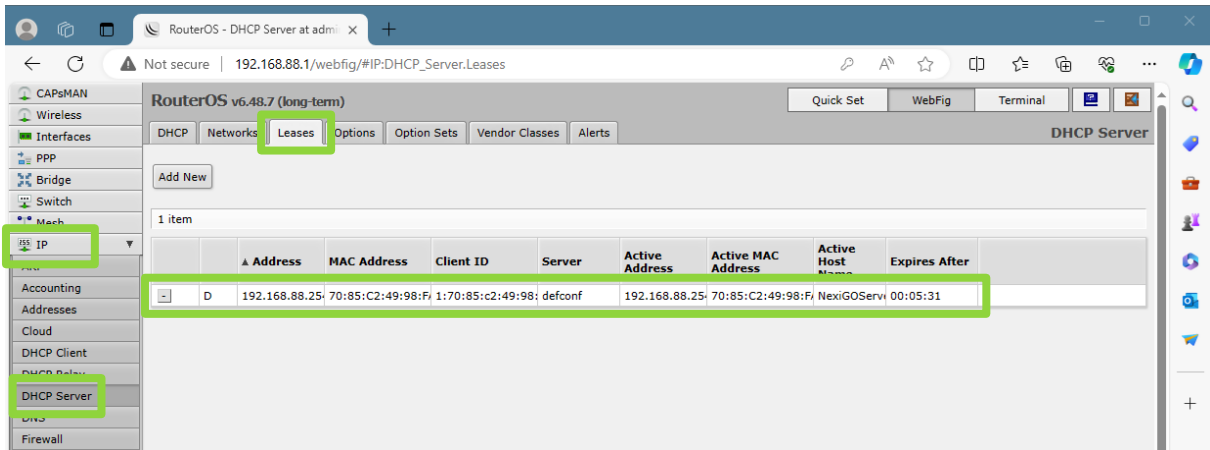 RouterOS - DHCP Server at admi
Not secure | 192.168.88.1/webfig/#IP:DHCP_Server.Leases
CAPsMAN
Wireless
Interfaces
PPP
Bridge
Switch
Mesh
IP
Accounting
Addresses
Cloud
DHCP Client
DHCP Relay
DHCP Server
DNS
Firewall
RouterOS v6.48.7 (long-term)
Quick Set WebFig Terminal
DHCP Networks Leases Options Option Sets Vendor Classes Alerts DHCP Server
Add New
1 item
▲ Address MAC Address Client ID Server Active Address Active MAC Address Active Host Name Expires After
- D 192.168.88.25 70:85:C2:49:98:F 1:70:85:c2:49:98: defconf 192.168.88.25 70:85:C2:49:98:F NexiGOServ 00:05:31